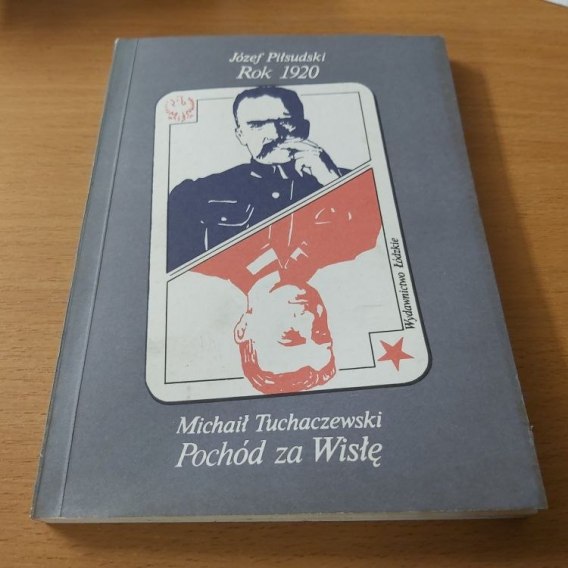 Józef Piłsudski
Rok 1920
Wydawnictwo Łódzkie
Michaił Tuchaczewski
Pochód za Wisłę